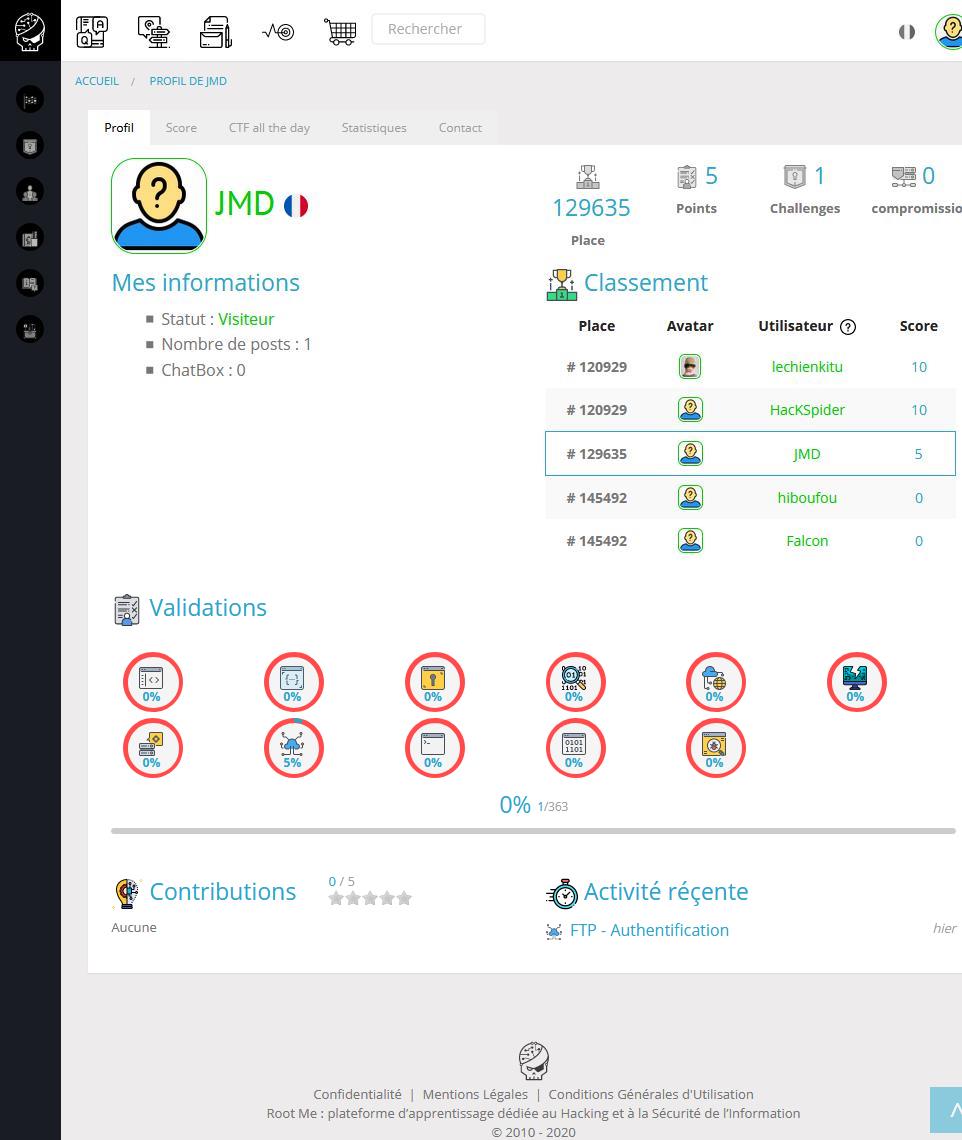 Rechercher
ACCUEIL / PROFIL DE JMD
Profil Score CTF all the day Statistiques Contact
JMD
129635
Place
5
Points
1
Challenges
0
compromissio
Mes informations
Statut : Visiteur
Nombre de posts : 1
ChatBox : 0
Classement
Place Avatar Utilisateur ? Score
# 120929 lechienkitu 10
# 120929 HacKSpider 10
# 129635 JMD 5
# 145492 hiboufou 0
# 145492 Falcon 0
Validations
0% 0% 0% 0% 0% 0%
0% 5% 0% 0% 0%
0% 1/363
Contributions
0 / 5
Aucune
Activité réçente
FTP - Authentification hier
Confidentialité | Mentions Légales | Conditions Générales d'Utilisation
Root Me : plateforme d’apprentissage dédiée au Hacking et à la Sécurité de l’Information
© 2010 - 2020